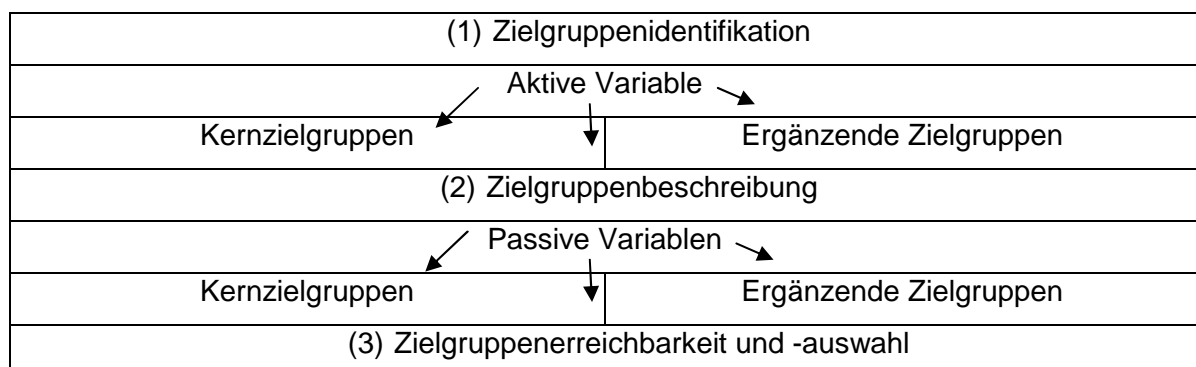 (1) Zielgruppenidentifikation
Aktive Variable
Kernzielgruppen Ergänzende Zielgruppen
(2) Zielgruppenbeschreibung
Passive Variablen
Kernzielgruppen Ergänzende Zielgruppen
(3) Zielgruppenerreichbarkeit und -auswahl